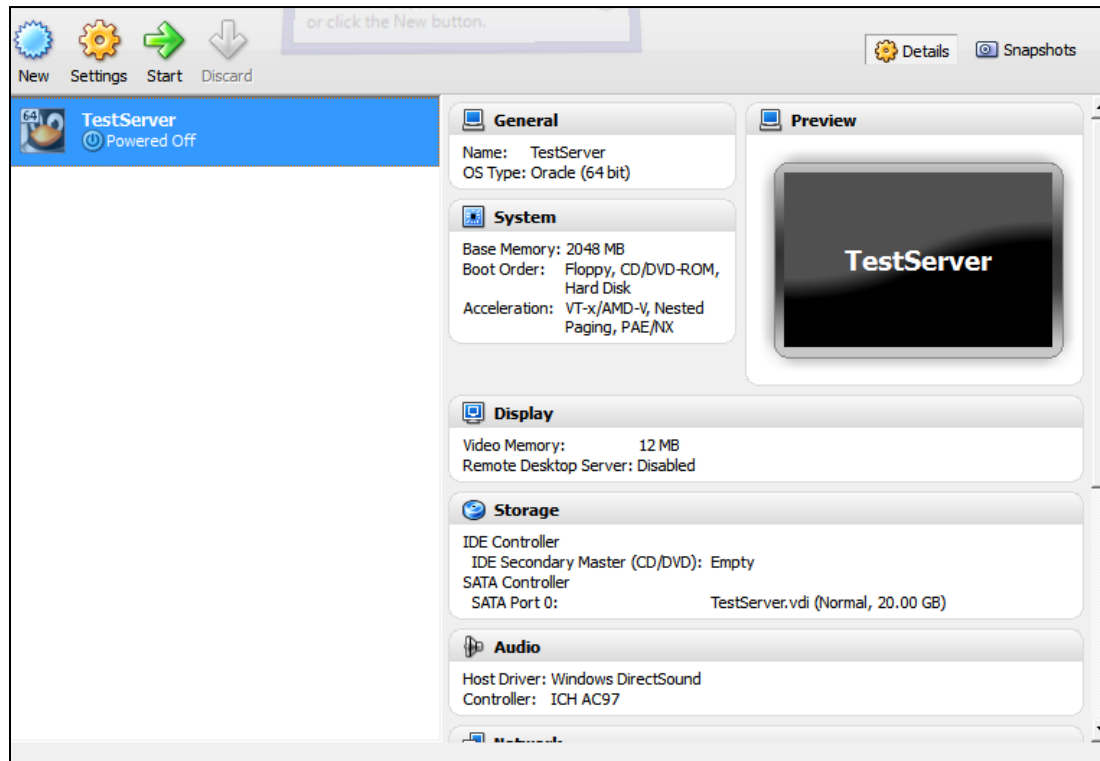 or click the New button.
New Settings Start Discard
Details Snapshots
64
TestServer
Powered Off
General
Name: TestServer
OS Type: Oracle (64 bit)
System
Base Memory: 2048 MB
Boot Order: Floppy, CD/DVD-ROM,
Hard Disk
Acceleration: VT-x/AMD-V, Nested
Paging, PAE/NX
Preview
TestServer
Display
Video Memory: 12 MB
Remote Desktop Server: Disabled
Storage
IDE Controller
IDE Secondary Master (CD/DVD): Empty
SATA Controller
SATA Port 0: TestServer.vdi (Normal, 20.00 GB)
Audio
Host Driver: Windows DirectSound
Controller: ICH AC97
Network